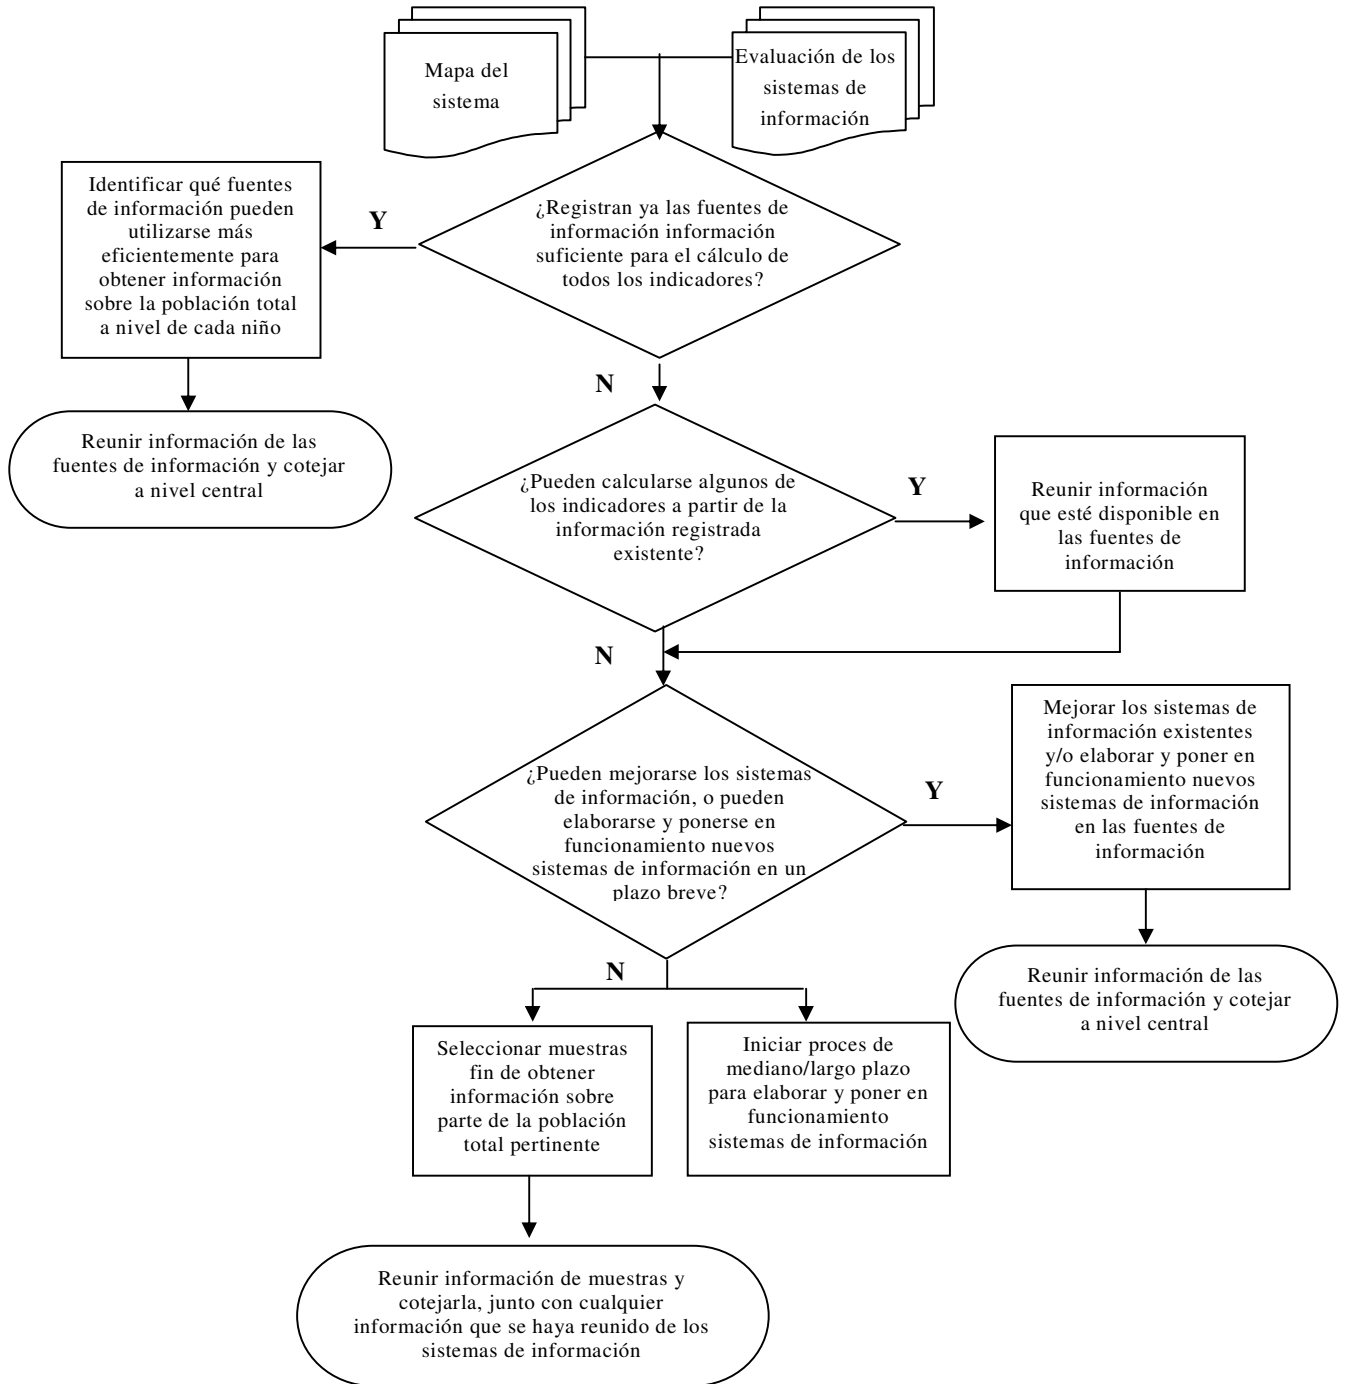 Mapa del
sistema
Evaluación de los
sistemas de
información
Identificar qué fuentes
de información pueden
utilizarse más
eficientemente para
obtener información
sobre la población total
a nivel de cada niño
Y
¿Registran ya las fuentes de
información información
suficiente para el cálculo de
todos los indicadores?
N
Reunir información de las
fuentes de información y cotejar
a nivel central
¿Pueden calcularse algunos de
los indicadores a partir de la
información registrada
existente?
Y
Reunir información
que esté disponible en
las fuentes de
información
N
¿Pueden mejorarse los sistemas
de información, o pueden
elaborarse y ponerse en
funcionamiento nuevos
sistemas de información en un
plazo breve?
Y
Mejorar los sistemas de
información existentes
y/o elaborar y poner en
funcionamiento nuevos
sistemas de información
en las fuentes de
información
N
Reunir información de las
fuentes de información y cotejar
a nivel central
Seleccionar muestras
fin de obtener
información sobre
parte de la población
total pertinente
Iniciar proces de
mediano/largo plazo
para elaborar y poner en
funcionamiento
sistemas de información
Reunir información de muestras y
cotejarla, junto con cualquier
información que se haya reunido de los
sistemas de información